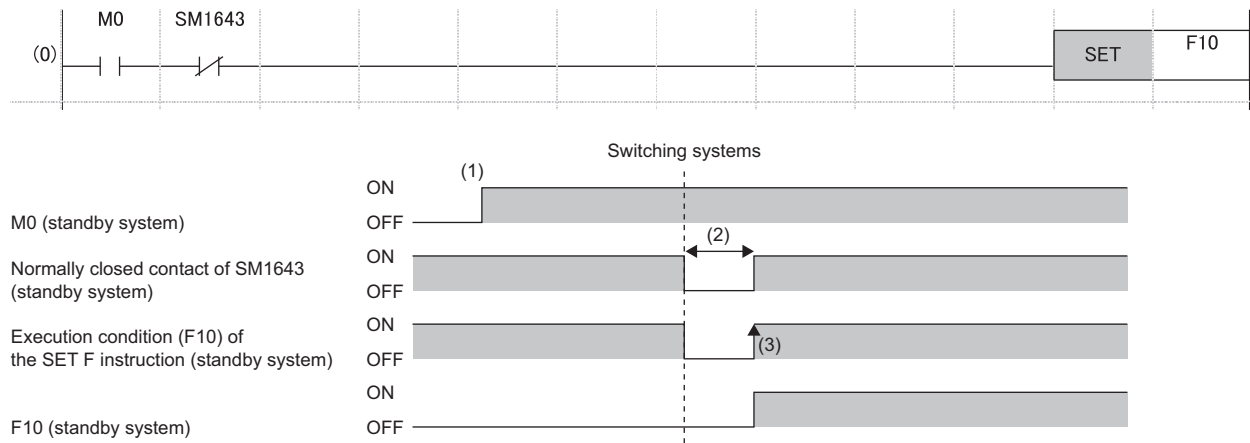 M0 SM1643
(0) SET F10
Switching systems
(1)
ON
M0 (standby system) OFF
(2)
ON
Normally closed contact of SM1643
(standby system) OFF
ON
Execution condition (F10) of
the SET F instruction (standby system) OFF
(3)
ON
F10 (standby system) OFF